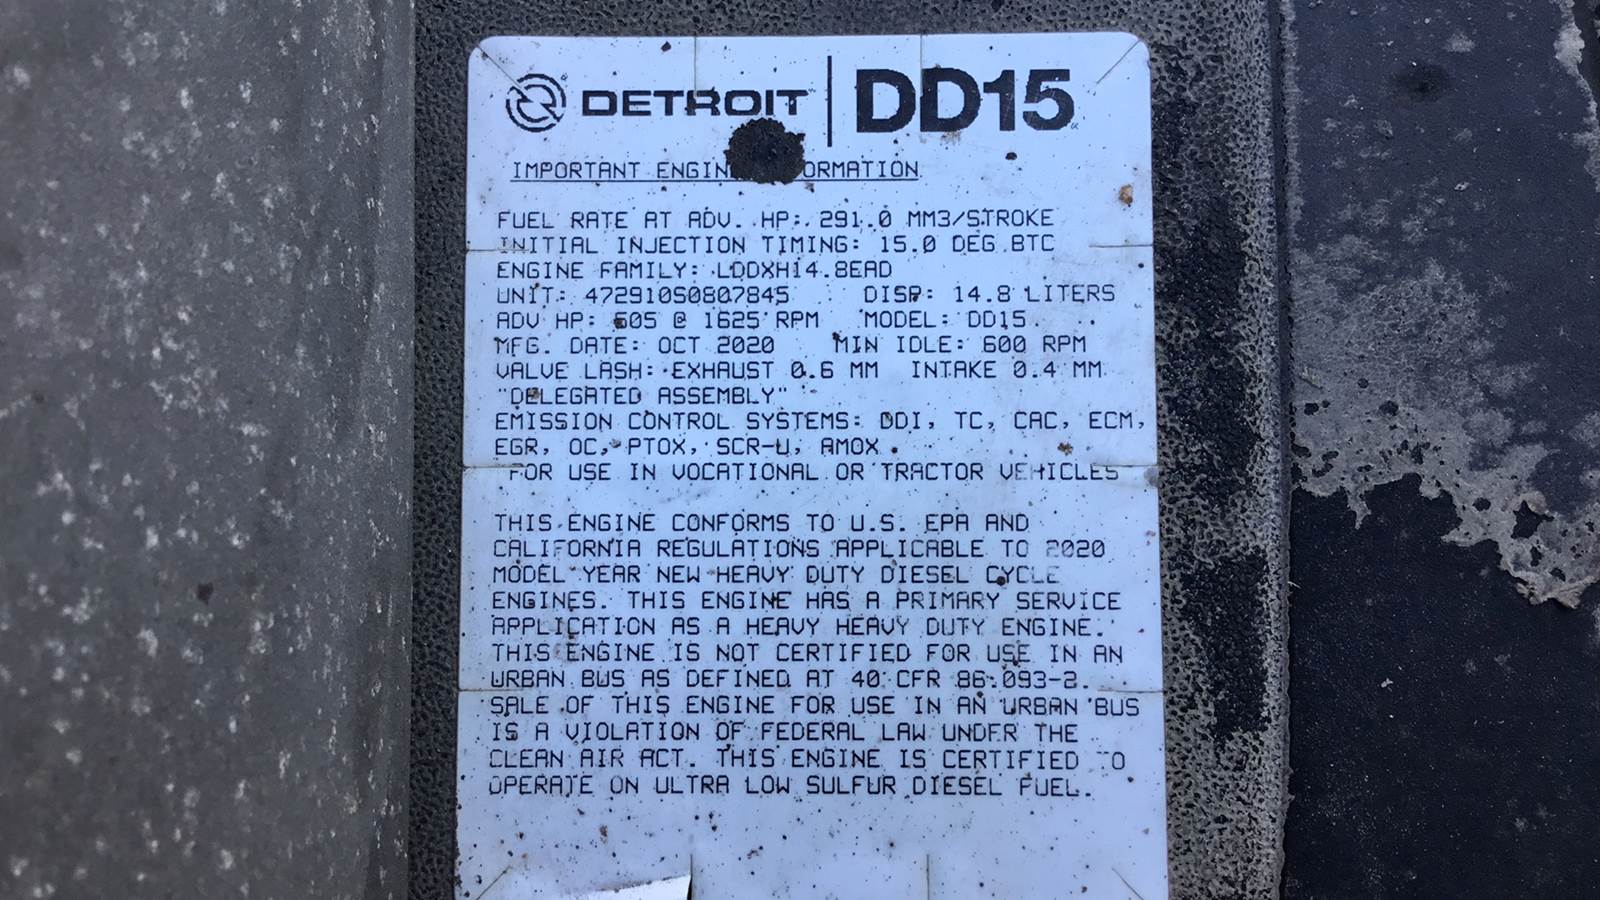 DETROIT DD15
IMPORTANT ENGIN ORMATION
FUEL RATE AT ADV. HP: 291.0 MM3/STROKE
INITIAL INJECTION TIMING: 15.0 DEG BTC
ENGINE FAMILY: LDDXH14.8EAD
UNIT: 472910S0807845 DISP: 14.8 LITERS
ADV HP: 505 @ 1625 RPM MODEL: DD15
MFG. DATE: OCT 2020 MIN IDLE: 600 RPM
VALVE LASH: EXHAUST 0.6 MM INTAKE 0.4 MM
"DELEGATED ASSEMBLY"
EMISSION CONTROL SYSTEMS: DDI, TC, CAC, ECM,
EGR, OC, PTOX, SCR-U, AMOX
FOR USE IN VOCATIONAL OR TRACTOR VEHICLES
THIS ENGINE CONFORMS TO U.S. EPA AND
CALIFORNIA REGULATIONS APPLICABLE TO 2020
MODEL YEAR NEW HEAVY DUTY DIESEL CYCLE
ENGINES. THIS ENGINE HAS A PRIMARY SERVICE
APPLICATION AS A HEAVY HEAVY DUTY ENGINE.
THIS ENGINE IS NOT CERTIFIED FOR USE IN AN
URBAN BUS AS DEFINED AT 40 CFR 86.093-2.
SALE OF THIS ENGINE FOR USE IN AN URBAN BUS
IS A VIOLATION OF FEDERAL LAW UNDER THE
CLEAN AIR ACT. THIS ENGINE IS CERTIFIED TO
OPERATE ON ULTRA LOW SULFUR DIESEL FUEL.